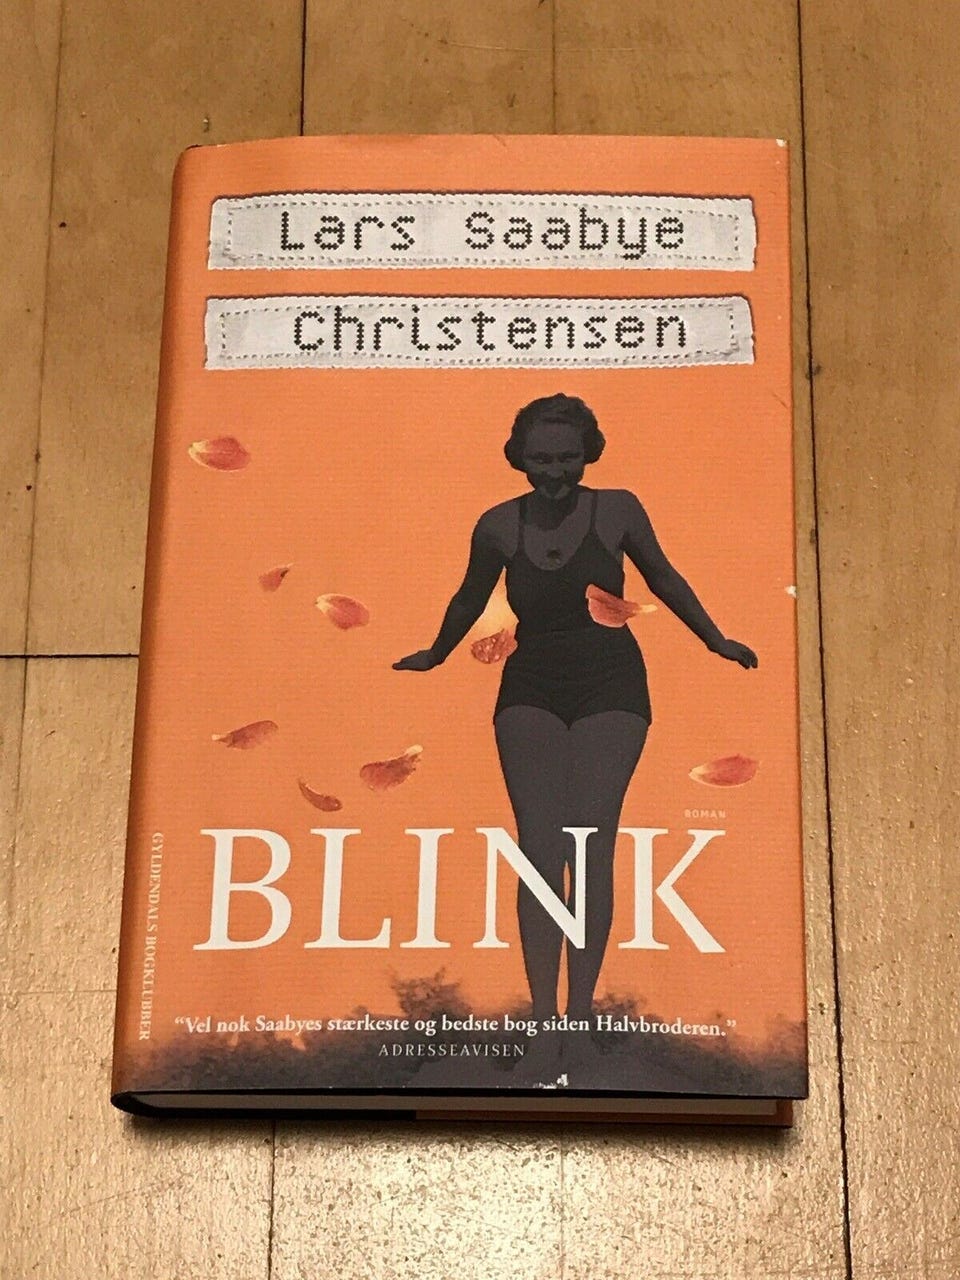 Lars Saabye
Christensen
ROMAN
BLINK
GYLDENDALS BOGKLUBBER
“Vel nok Saabyes stærkeste og bedste bog siden Halvbroderen.”
ADRESSEAVISEN